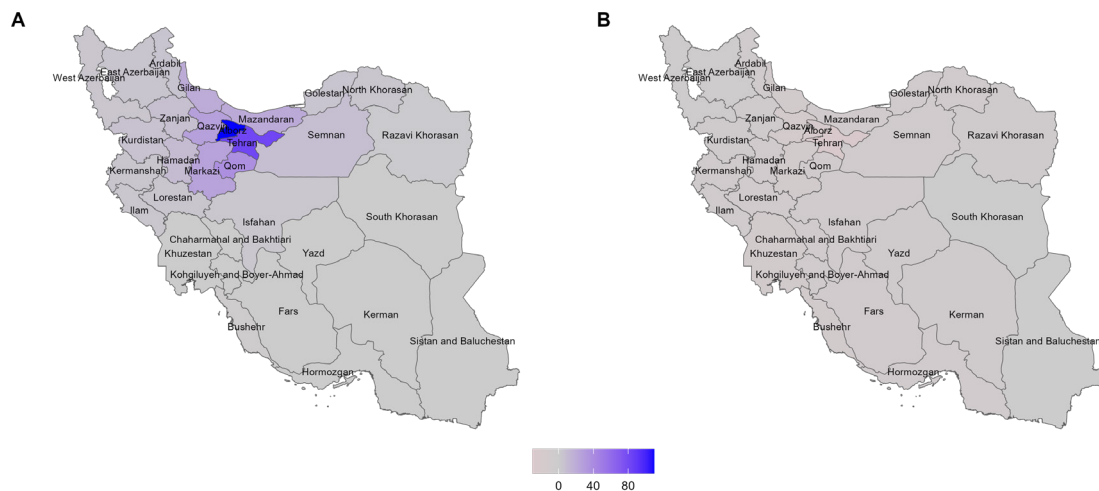 A
West Azerbaijan
East Azerbaijan
Ardabil
Gilan
Zanjan
Qazvin
Mazandaran
Golestan
North Khorasan
Alborz
Tehran
Semnan
Razavi Khorasan
Kurdistan
Hamadan
Markazi
Qom
Kermanshah
Lorestan
Ilam
Isfahan
South Khorasan
Chaharmahal and Bakhtiari
Khuzestan
Yazd
Kohgiluyeh and Boyer-Ahmad
Fars
Kerman
Bushehr
Sistan and Baluchestan
Hormozgan
B
West Azerbaijan
East Azerbaijan
Ardabil
Gilan
Zanjan
Qazvin
Mazandaran
Golestan
North Khorasan
Alborz
Tehran
Semnan
Razavi Khorasan
Kurdistan
Hamadan
Markazi
Qom
Kermanshah
Lorestan
Ilam
Isfahan
South Khorasan
Chaharmahal and Bakhtiari
Khuzestan
Yazd
Kohgiluyeh and Boyer-Ahmad
Fars
Kerman
Bushehr
Sistan and Baluchestan
Hormozgan
0 40 80